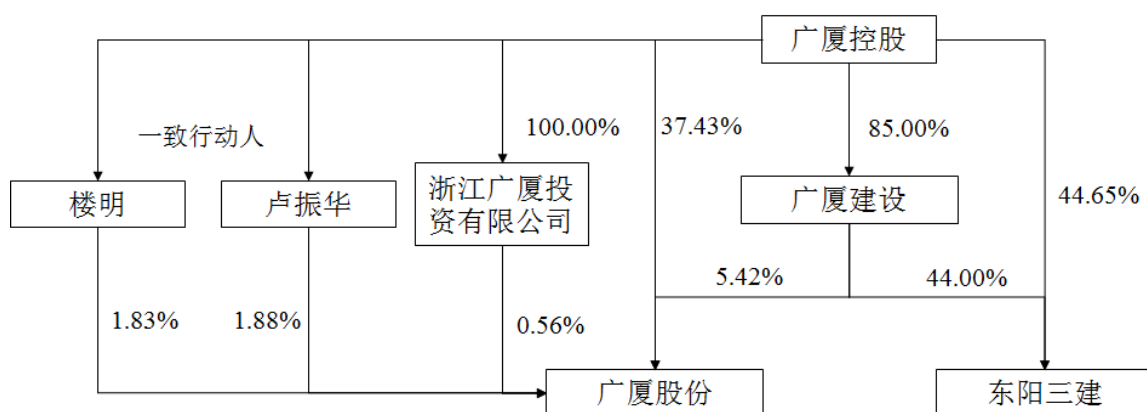 广厦控股
一致行动人
100.00%
37.43%
85.00%
44.65%
楼明
卢振华
浙江广厦投
资有限公司
广厦建设
1.83%
1.88%
0.56%
5.42%
44.00%
广厦股份
东阳三建